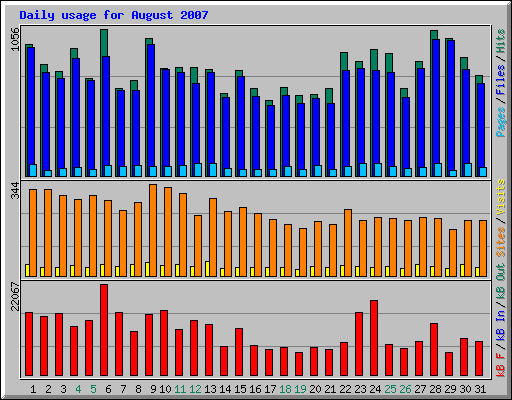 Daily usage for August 2007
1056
Pages / Files / Hits
344
Sites / Visits
22067
kB F / kB In / kB Out
1 2 3 4 5 6 7 8 9 10 11 12 13 14 15 16 17 18 19 20 21 22 23 24 25 26 27 28 29 30 31